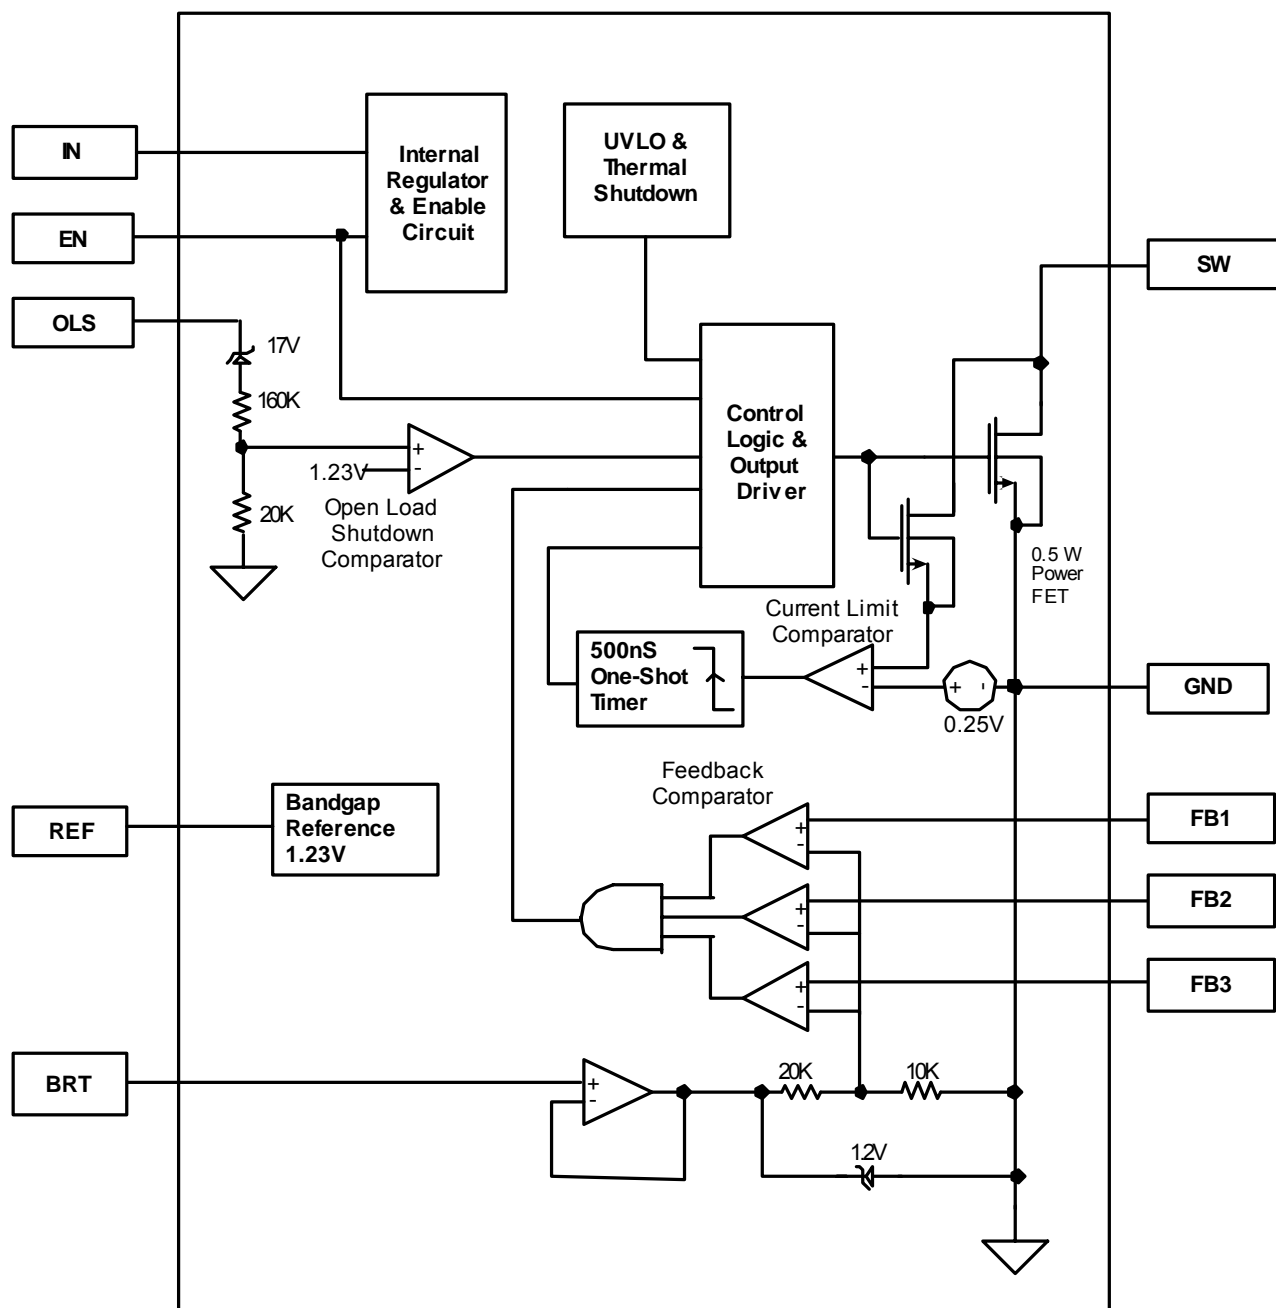 IN
EN
OLS
Internal
Regulator
& Enable
Circuit
UVLO &
Thermal
Shutdown
SW
17V
160K
+
-
1.23V
20K
Open Load
Shutdown
Comparator
Control
Logic &
Output
Driver
0.5 W
Power
FET
Current Limit
Comparator
500nS
One-Shot
Timer
+
-
+ -
0.25V
GND
REF
Bandgap
Reference
1.23V
Feedback
Comparator
+
-
FB1
+
-
FB2
+
-
FB3
BRT
+
-
20K
10K
1.2V